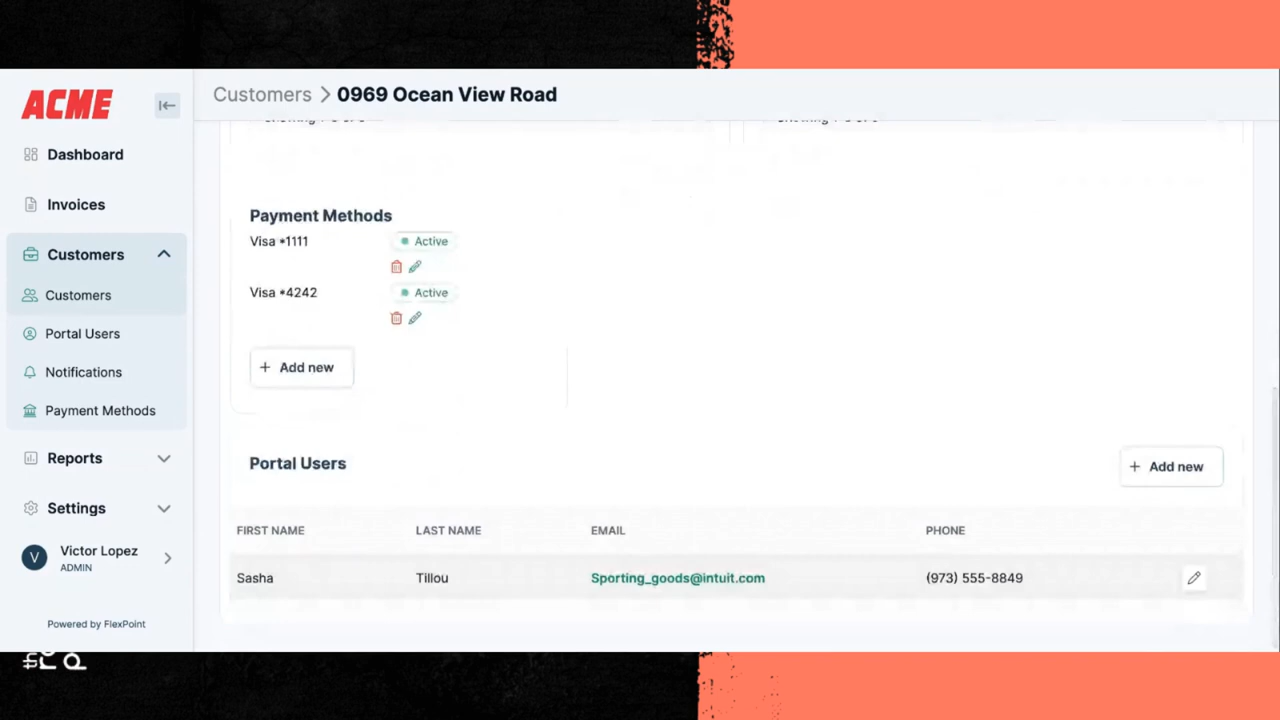 ACME
Customers > 0969 Ocean View Road
Dashboard
Invoices
Customers
Customers
Portal Users
Notifications
Payment Methods
Reports
Settings
V
Victor Lopez
ADMIN
Powered by FlexPoint
Payment Methods
Visa *1111 Active
Visa *4242 Active
+ Add new
Portal Users
+ Add new
FIRST NAME LAST NAME EMAIL PHONE
Sasha Tillou Sporting_goods@intuit.com (973) 555-8849